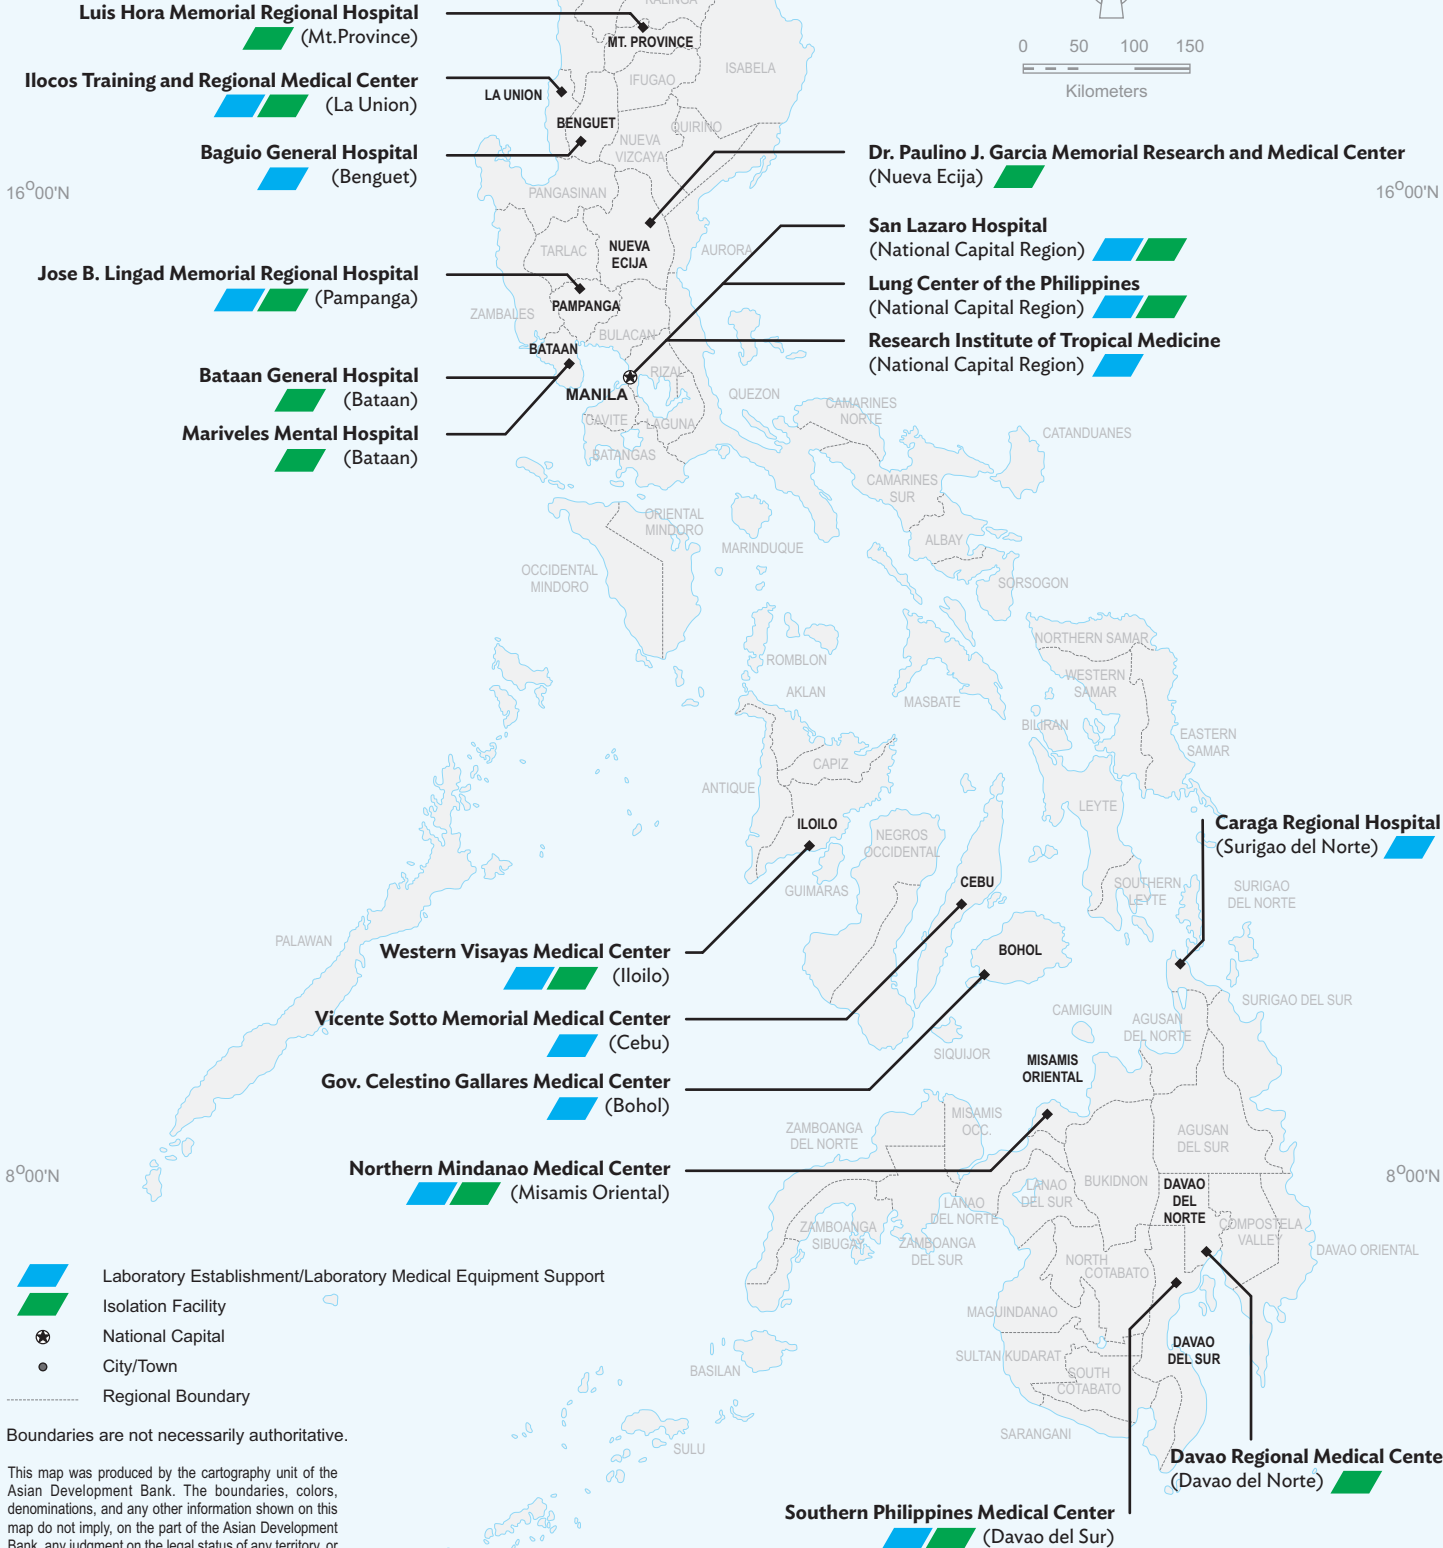 KALINGA
Luis Hora Memorial Regional Hospital
(Mt.Province)
MT. PROVINCE
0 50 100 150
Kilometers
Ilocos Training and Regional Medical Center
(La Union)
LA UNION
IFUGAO
ISABELA
BENGUET
Baguio General Hospital
(Benguet)
NUEVA
VIZCAYA
QUIRINO
Dr. Paulino J. Garcia Memorial Research and Medical Center
(Nueva Ecija)
16°00'N
16°00'N
PANGASINAN
San Lazaro Hospital
(National Capital Region)
TARLAC
NUEVA
ECIJA
AURORA
Jose B. Lingad Memorial Regional Hospital
(Pampanga)
Lung Center of the Philippines
(National Capital Region)
ZAMBALES
PAMPANGA
BULACAN
Research Institute of Tropical Medicine
(National Capital Region)
BATAAN
Bataan General Hospital
(Bataan)
RIZAL
MANILA
QUEZON
Mariveles Mental Hospital
(Bataan)
CAVITE
LAGUNA
BATANGAS
CAMARINES
NORTE
CATANDUANES
CAMARINES
SUR
ORIENTAL
MINDORO
MARINDUQUE
ALBAY
OCCIDENTAL
MINDORO
SORSOGON
NORTHERN SAMAR
ROMBLON
WESTERN
SAMAR
AKLAN
MASBATE
BILIRAN
EASTERN
SAMAR
CAPIZ
ANTIQUE
LEYTE
ILOILO
NEGROS
OCCIDENTAL
Caraga Regional Hospital
(Surigao del Norte)
GUIMARAS
CEBU
SOUTHERN
LEYTE
SURIGAO
DEL NORTE
PALAWAN
Western Visayas Medical Center
(Iloilo)
BOHOL
SURIGAO DEL SUR
Vicente Sotto Memorial Medical Center
(Cebu)
CAMIGUIN
AGUSAN
DEL NORTE
SIQUIJOR
MISAMIS
ORIENTAL
Gov. Celestino Gallares Medical Center
(Bohol)
MISAMIS
OCC.
ZAMBOANGA
DEL NORTE
AGUSAN
DEL SUR
Northern Mindanao Medical Center
(Misamis Oriental)
8°00'N
8°00'N
LANAO
DEL SUR
BUKIDNON
DAVAO
DEL
NORTE
LANAO
DEL NORTE
ZAMBOANGA
SIBUGAY
ZAMBOANGA
DEL SUR
COMPOSTELA
VALLEY
DAVAO ORIENTAL
NORTH
COTABATO
MAGUINDANAO
DAVAO
DEL SUR
SULTAN KUDARAT
BASILAN
SOUTH
COTABATO
SARANGANI
SULU
Laboratory Establishment/Laboratory Medical Equipment Support
Isolation Facility
National Capital
City/Town
Regional Boundary
Boundaries are not necessarily authoritative.
Davao Regional Medical Cente
(Davao del Norte)
Southern Philippines Medical Center
(Davao del Sur)
This map was produced by the cartography unit of the
Asian Development Bank. The boundaries, colors,
denominations, and any other information shown on this
map do not imply, on the part of the Asian Development
Bank, any judgment on the legal status of any territory, or